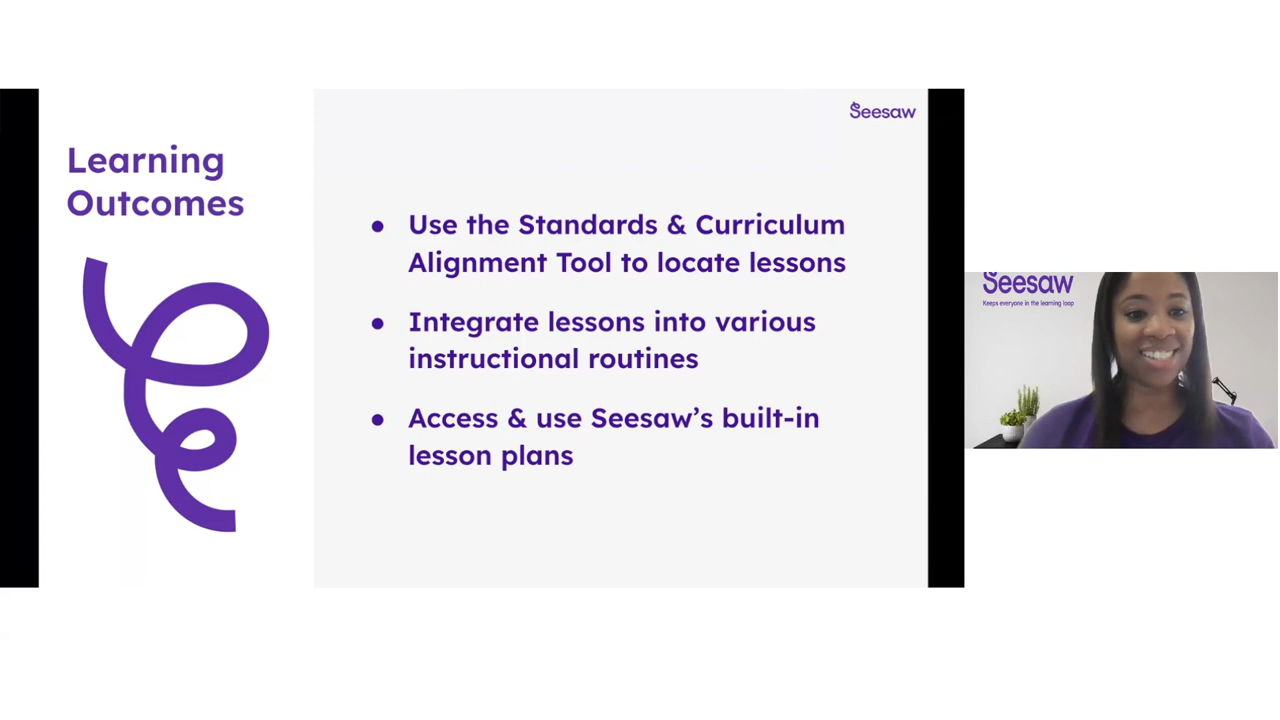 Learning
Outcomes
Seesaw
● Use the Standards & Curriculum
Alignment Tool to locate lessons
● Integrate lessons into various
instructional routines
● Access & use Seesaw's built-in
lesson plans
Seesaw
Keeps everyone in the learning loop